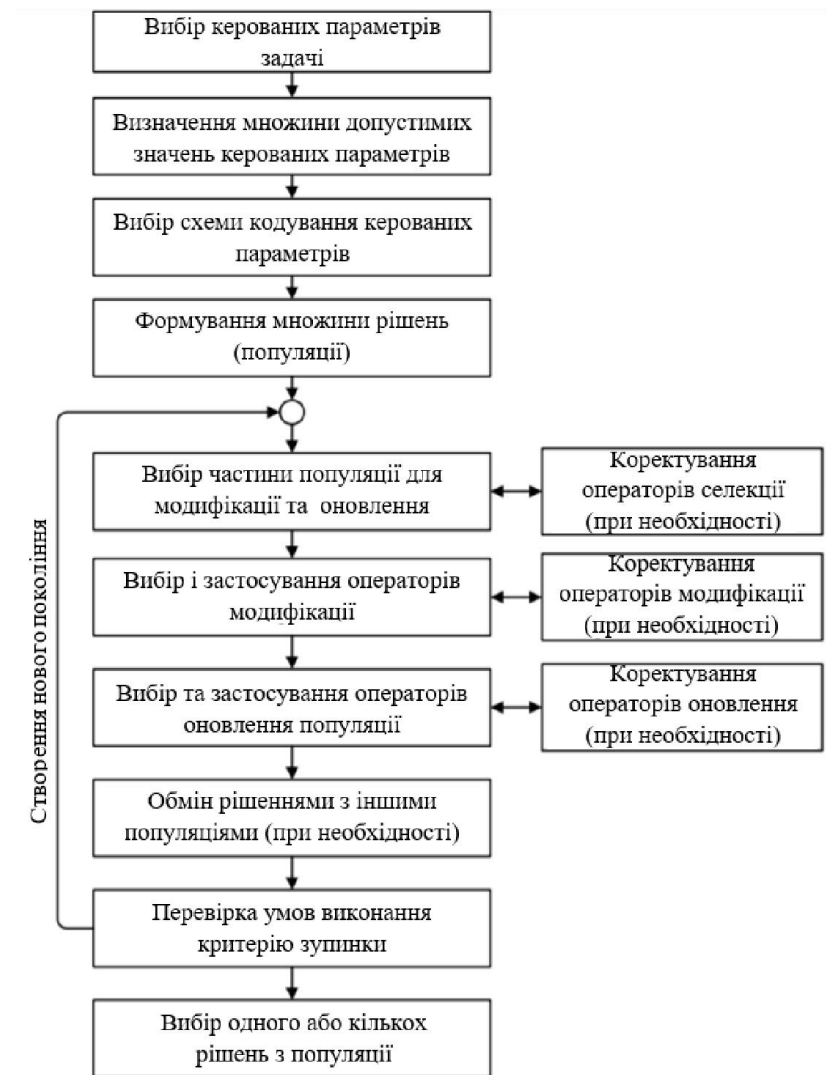 Вибір керованих параметрів
задачі
Визначення множини допустимих
значень керованих параметрів
Вибір схеми кодування керованих
параметрів
Формування множини рішень
(популяції)
Вибір частини популяції для
модифікації та оновлення
Коректування
операторів селекції
(при необхідності)
Вибір і застосування операторів
модифікації
Коректування
операторів модифікації
(при необхідності)
Вибір та застосування операторів
оновлення популяції
Коректування
операторів оновлення
(при необхідності)
Створення нового покоління
Обмін рішеннями з іншими
популяціями (при необхідності)
Перевірка умов виконання
критерію зупинки
Вибір одного або кількох
рішень з популяції